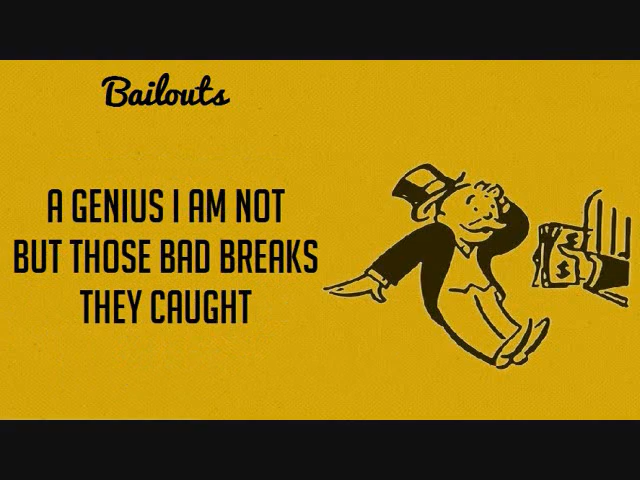 Bailouts
A GENIUS I AM NOT
BUT THOSE BAD BREAKS
THEY CAUGHT
$
$